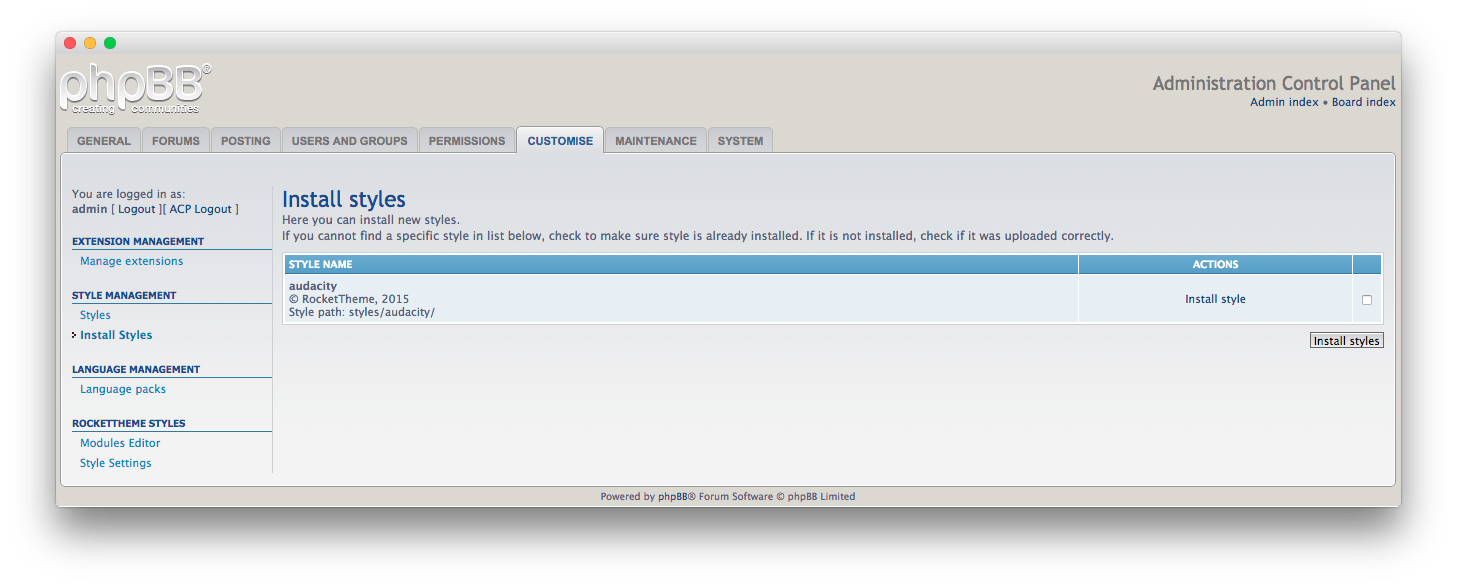 phpBB®
creating communities
Administration Control Panel
Admin index • Board index
GENERAL FORUMS POSTING USERS AND GROUPS PERMISSIONS CUSTOMISE MAINTENANCE SYSTEM
You are logged in as:
admin [ Logout ][ ACP Logout ]
EXTENSION MANAGEMENT
Manage extensions
STYLE MANAGEMENT
Styles
Install Styles
LANGUAGE MANAGEMENT
Language packs
ROCKETTHEME STYLES
Modules Editor
Style Settings
Install styles
Here you can install new styles.
If you cannot find a specific style in list below, check to make sure style is already installed. If it is not installed, check if it was uploaded correctly.
STYLE NAME ACTIONS
audacity
© RocketTheme, 2015
Style path: styles/audacity/
Install style
Install styles
Powered by phpBB® Forum Software © phpBB Limited